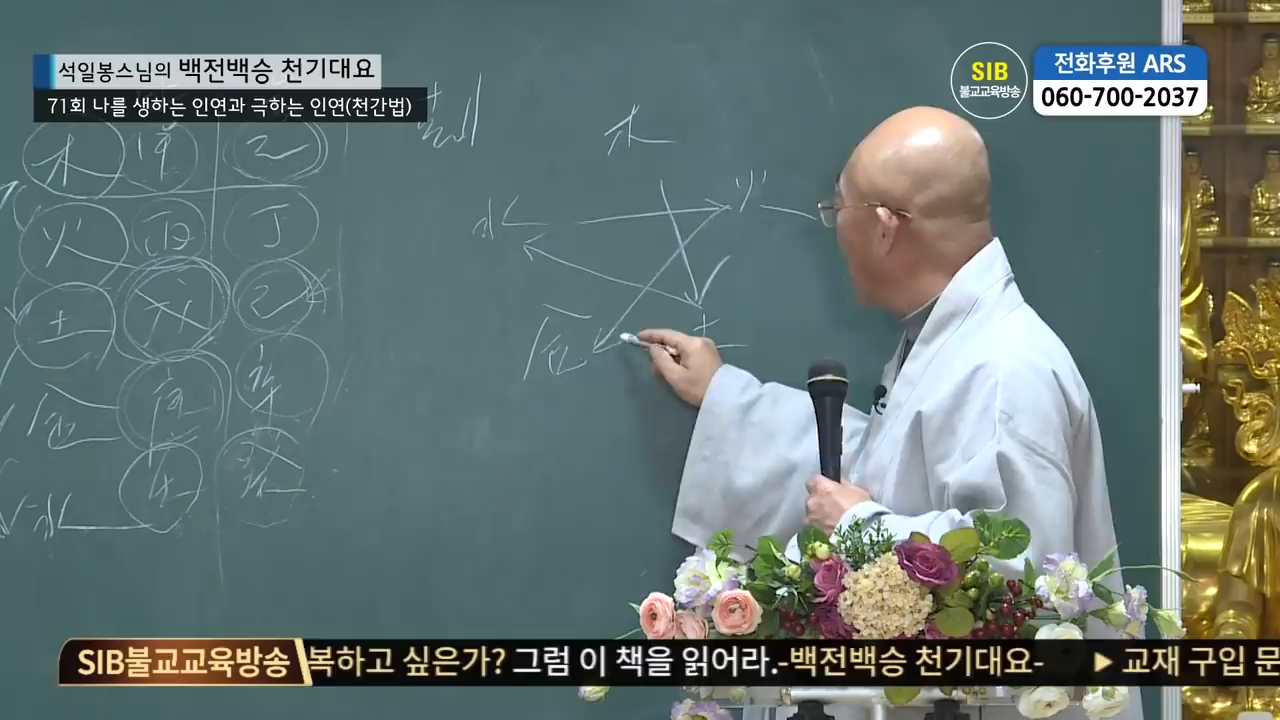 석일봉스님의 백전백승 천기대요
71회 나를 생하는 인연과 극하는 인연(천간법)
SIB
불교교육방송
전화후원 ARS
060-700-2037
木 甲 乙
火 丙 丁
土 戊 己
金 庚 辛
水 壬 癸
木
水 火
金 土
SIB불교교육방송 복하고 싶은가? 그럼 이 책을 읽어라.-백전백승 천기대요- ▶ 교재 구입 문